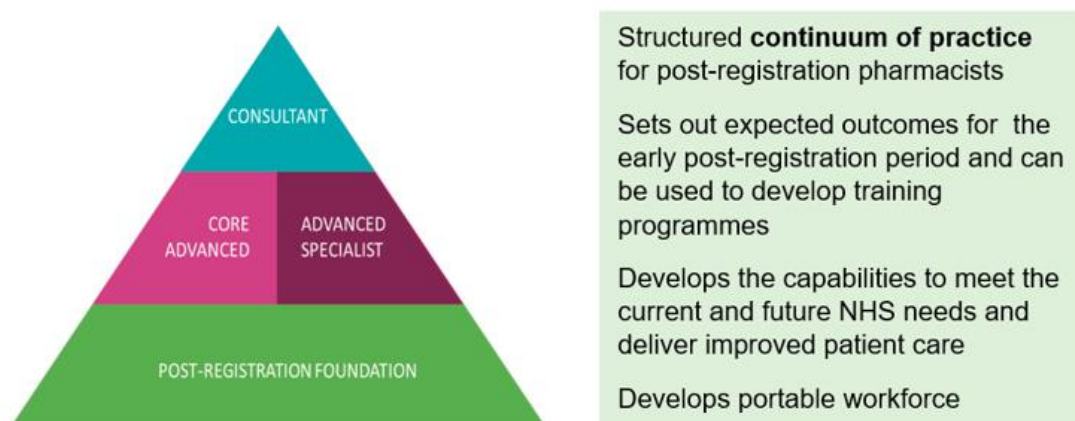 CONSULTANT
CORE
ADVANCED
ADVANCED
SPECIALIST
POST-REGISTRATION FOUNDATION
Structured continuum of practice
for post-registration pharmacists
Sets out expected outcomes for the
early post-registration period and can
be used to develop training
programmes
Develops the capabilities to meet the
current and future NHS needs and
deliver improved patient care
Develops portable workforce